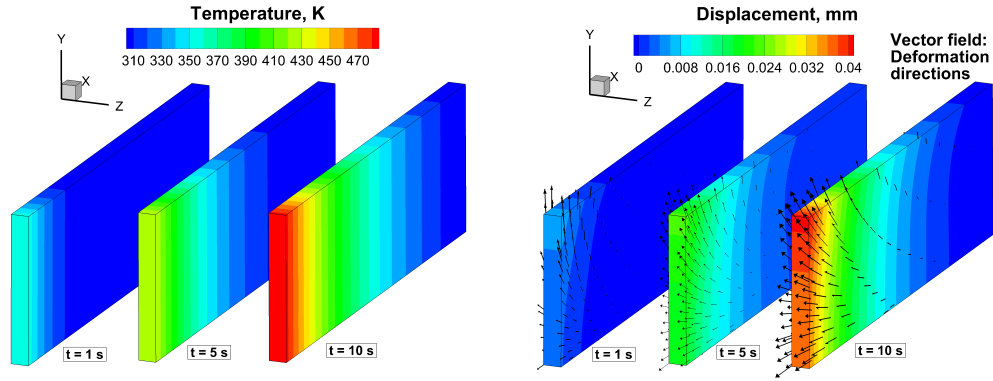 Temperature, K
310 330 350 370 390 410 430 450 470
Y
X
Z
t = 1 s
t = 5 s
t = 10 s
Displacement, mm
0 0.008 0.016 0.024 0.032 0.04
Vector field:
Deformation
directions
Y
X
Z
t = 1 s
t = 5 s
t = 10 s